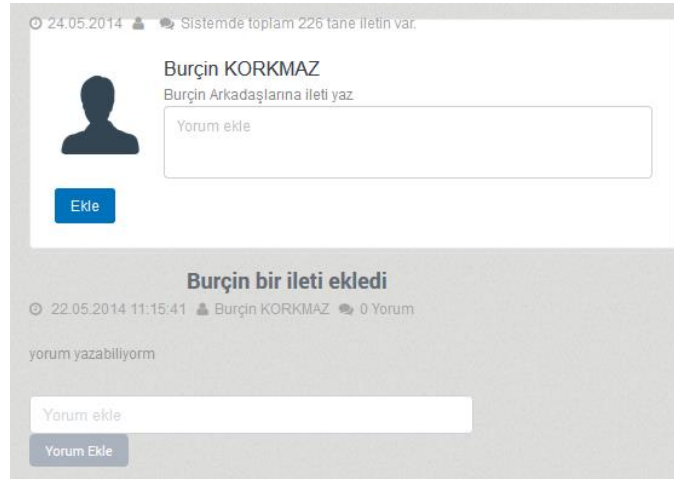 24.05.2014 Sistemde toplam 226 tane iletin var.
Burçin KORKMAZ
Burçin Arkadaşlarına ileti yaz
Yorum ekle
Ekle
Burçin bir ileti ekledi
22.05.2014 11:15:41 Burçin KORKMAZ 0 Yorum
yorum yazabiliyorm
Yorum ekle
Yorum Ekle